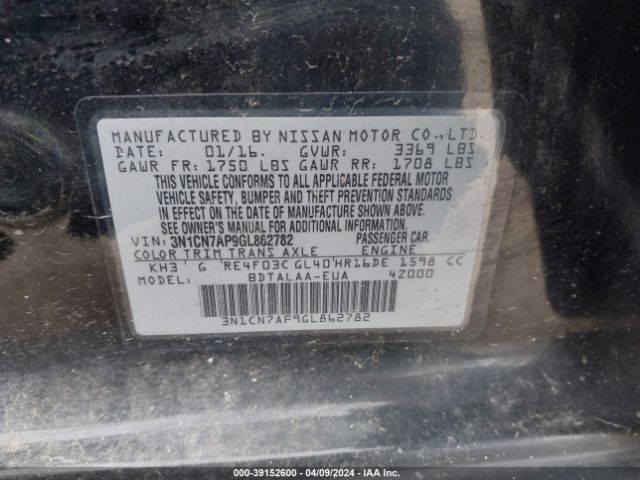 MANUFACTURED BY NISSAN MOTOR CO.,LTD.
DATE: 01/16. GVWR: 3369 LBS
GAWR FR: 1750 LBS GAWR RR: 1708 LBS
THIS VEHICLE CONFORMS TO ALL APPLICABLE FEDERAL MOTOR
VEHICLE SAFETY, BUMPER AND THEFT PREVENTION STANDARDS
IN EFFECT ON THE DATE OF MANUFACTURE SHOWN ABOVE.
SEE OWNER'S MANUAL FOR ADDITIONAL INFORMATION.
VIN: 3N1CN7AP9GL862782 PASSENGER CAR.
COLOR TRIM TRANS AXLE ENGINE
KH3 G RE4F03C GL40 HR16DE 1598 CC
MODEL: BDTALAA-EUA 4Z000
3N1CN7AP9GL862782
000-39152600 - 04/09/2024 - IAA Inc.